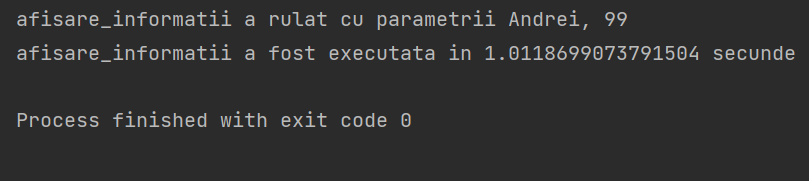 afisare_informatii a rulat cu parametrii Andrei, 99
afisare_informatii a fost executata in 1.0118699073791504 secunde
Process finished with exit code 0